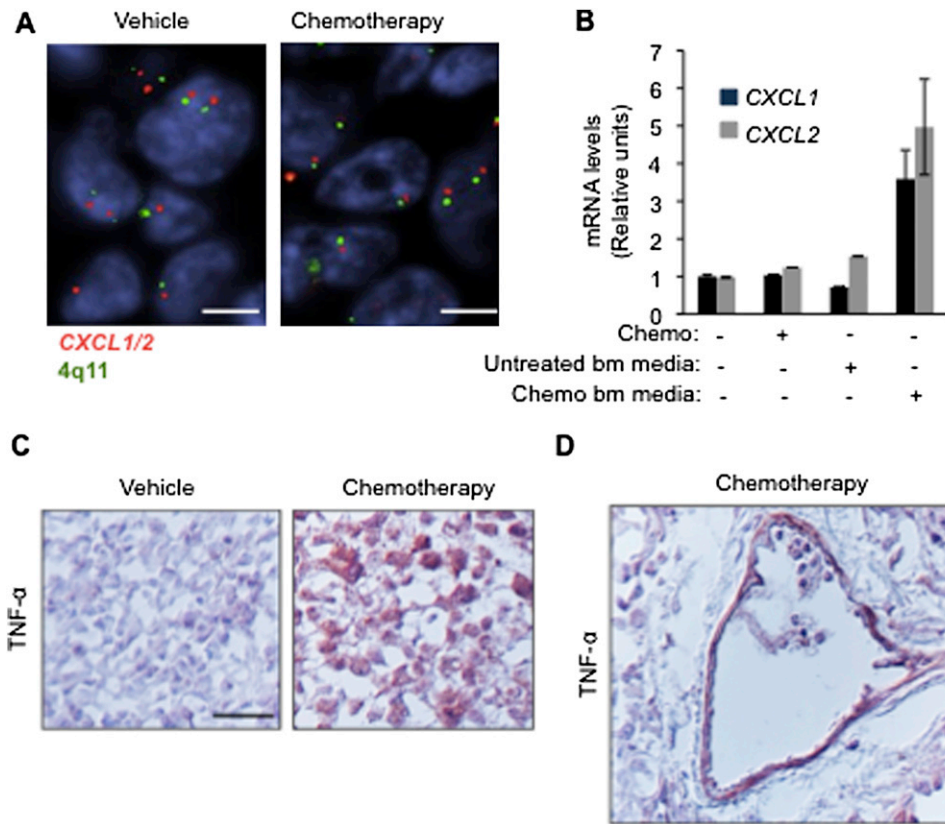 A
Vehicle
Chemotherapy
CXCL1/2
4q11
B
mRNA levels
(Relative units)
7
6
5
4
3
2
1
0
CXCL1
CXCL2
Chemo: - + - -
Untreated bm media: - - + -
Chemo bm media: - - - +
C
Vehicle
Chemotherapy
TNF-α
D
Chemotherapy
TNF-α